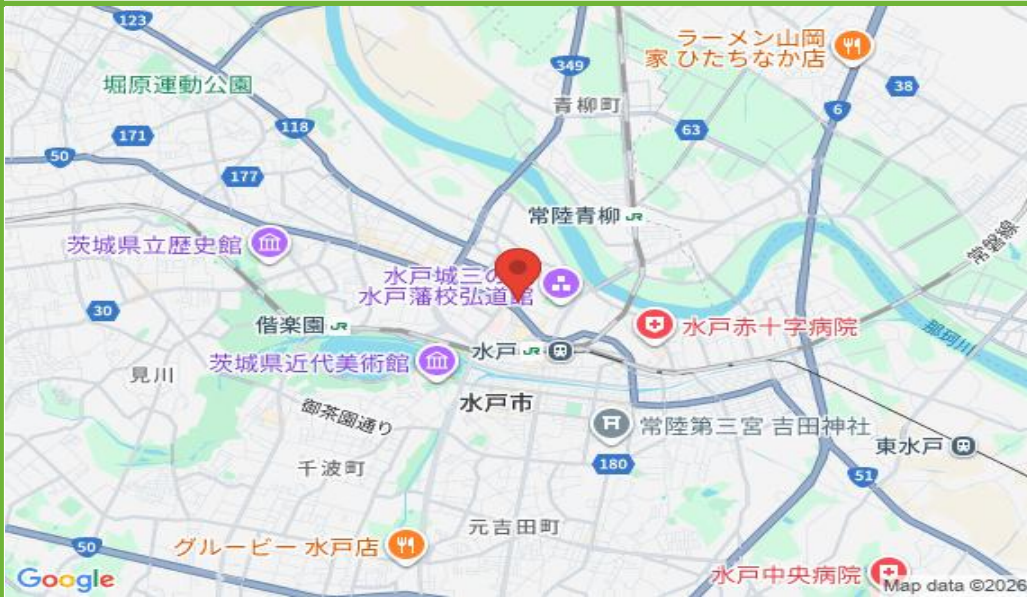 123
ラーメン山岡
家 ひたちなか店
349
堀原運動公園
38
青柳町
6
118
63
171
50
177
常陸青柳 JR
茨城県立歴史館
水戸城三の
水戸藩校弘道館
30
偕楽園 JR
水戸赤十字病院
那珂川
水戸 JR
茨城県近代美術館
見川
水戸市
御茶園通り
常陸第三宮 吉田神社
東水戸
千波町
180
51
元吉田町
50
グルービー 水戸店
水戸中央病院
Google
Map data ©2026